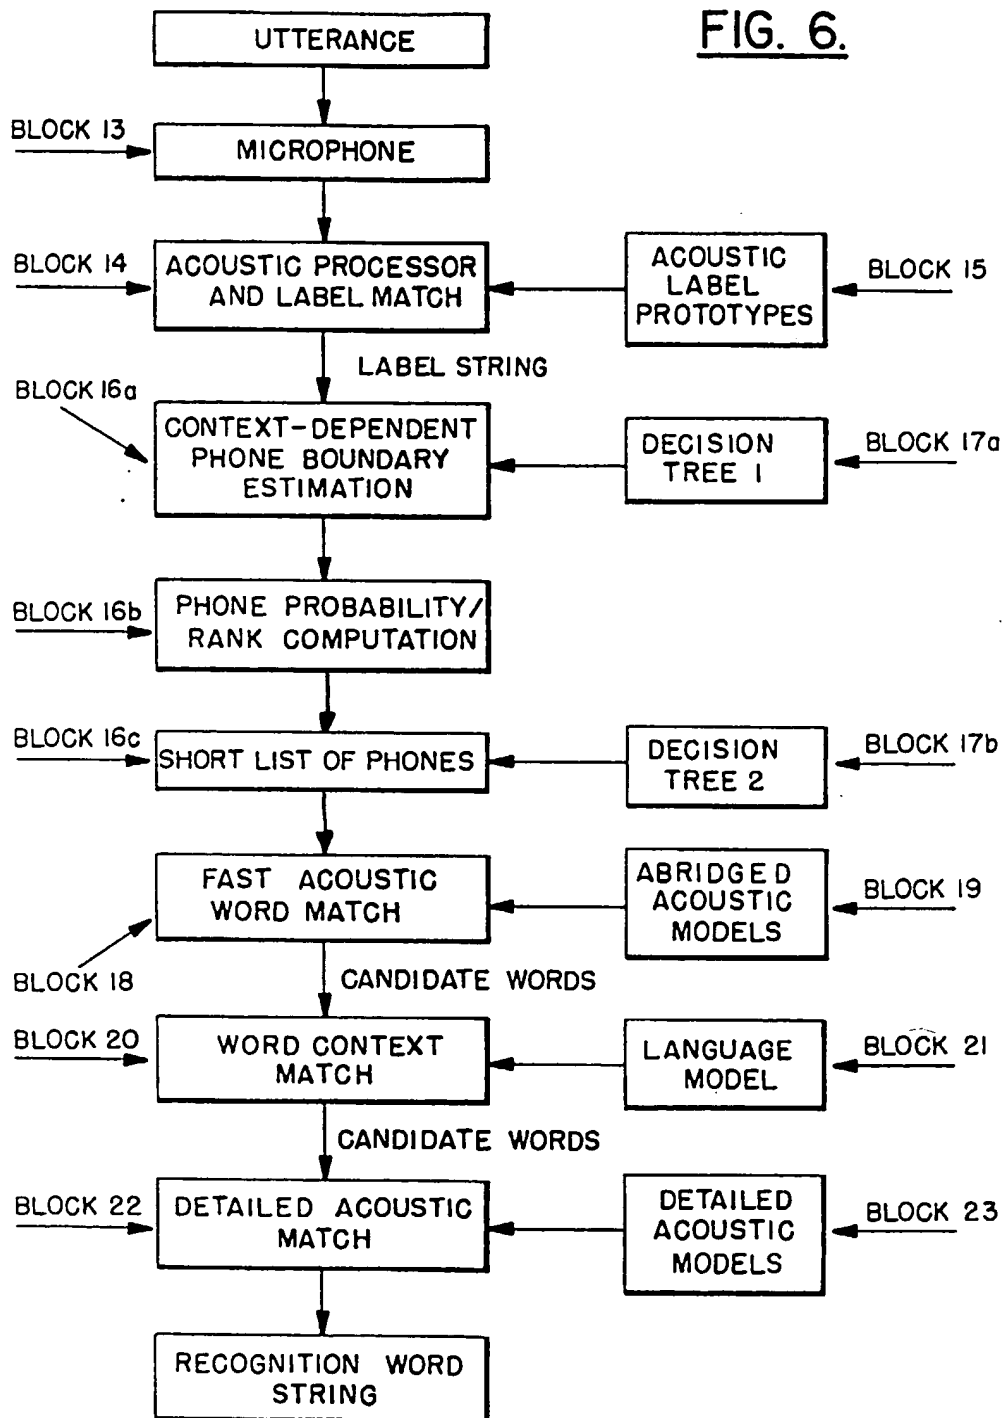 FIG. 6.
UTTERANCE
BLOCK 13
MICROPHONE
BLOCK 14
ACOUSTIC PROCESSOR
AND LABEL MATCH
ACOUSTIC
LABEL
PROTOTYPES
BLOCK 15
LABEL STRING
BLOCK 16a
CONTEXT-DEPENDENT
PHONE BOUNDARY
ESTIMATION
DECISION
TREE 1
BLOCK 17a
BLOCK 16b
PHONE PROBABILITY/
RANK COMPUTATION
BLOCK 16c
SHORT LIST OF PHONES
DECISION
TREE 2
BLOCK 17b
FAST ACOUSTIC
WORD MATCH
ABRIDGED
ACOUSTIC
MODELS
BLOCK 19
BLOCK 18
CANDIDATE WORDS
BLOCK 20
WORD CONTEXT
MATCH
LANGUAGE
MODEL
BLOCK 21
CANDIDATE WORDS
BLOCK 22
DETAILED ACOUSTIC
MATCH
DETAILED
ACOUSTIC
MODELS
BLOCK 23
RECOGNITION WORD
STRING